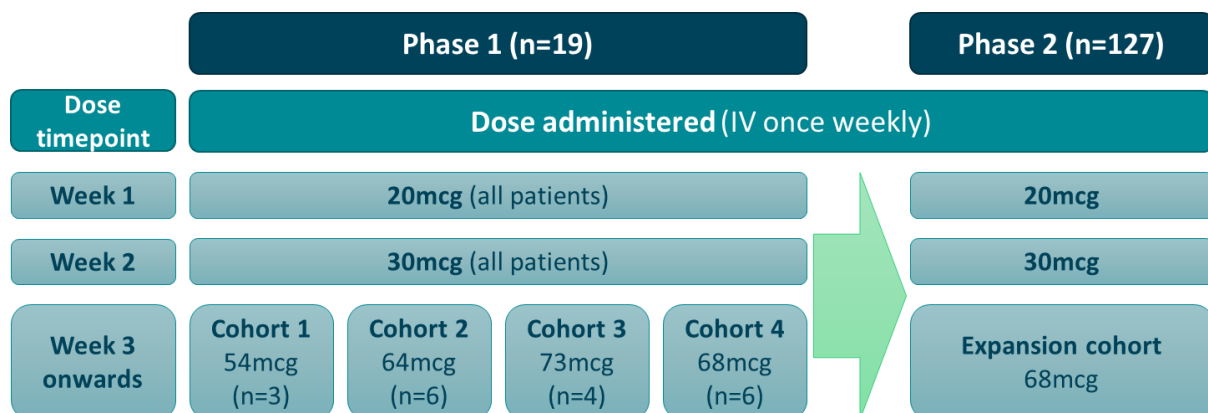 Phase 1 (n=19)
Phase 2 (n=127)
Dose
timepoint
Dose administered (IV once weekly)
Week 1
20mcg (all patients)
20mcg
Week 2
30mcg (all patients)
30mcg
Week 3
onwards
Cohort 1
54mcg
(n=3)
Cohort 2
64mcg
(n=6)
Cohort 3
73mcg
(n=4)
Cohort 4
68mcg
(n=6)
Expansion cohort
68mcg